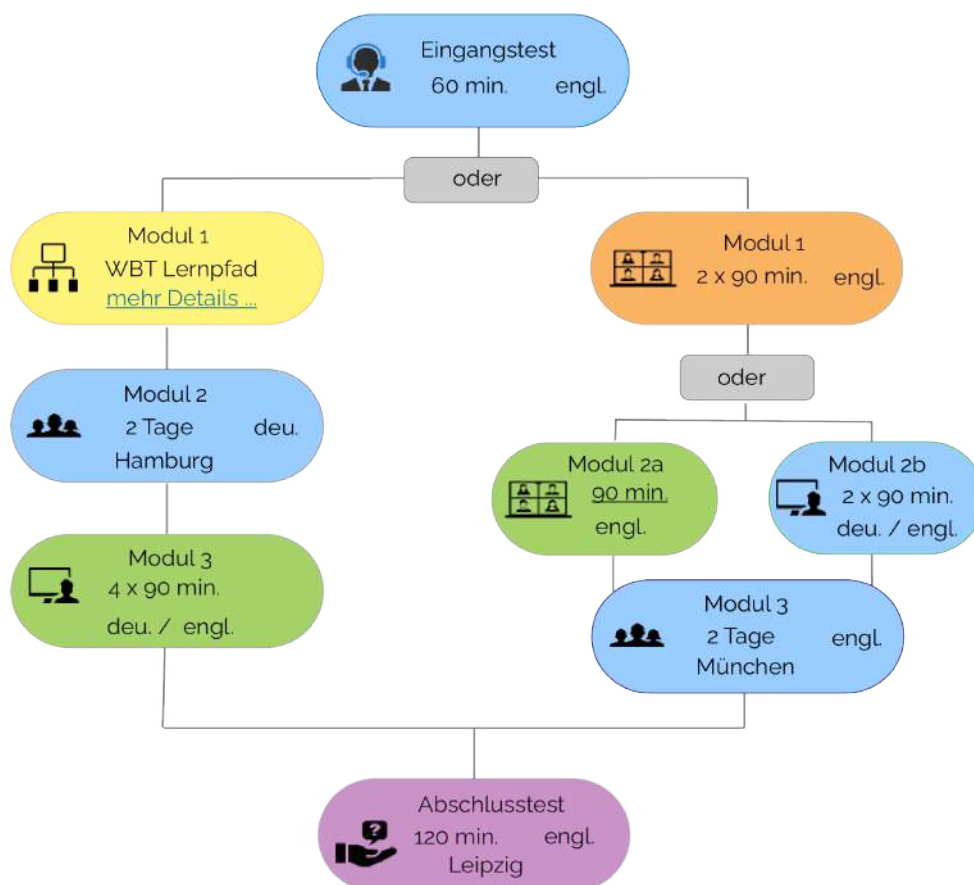 Eingangstest
60 min. engl.
oder
Modul 1
WBT Lernpfad
mehr Details ...
Modul 1
2 x 90 min. engl.
Modul 2
2 Tage deu.
Hamburg
oder
Modul 2a
90 min.
engl.
Modul 2b
2 x 90 min.
deu. / engl.
Modul 3
4 x 90 min.
deu. / engl.
Modul 3
2 Tage engl.
München
Abschlusstest
120 min. engl.
Leipzig
?